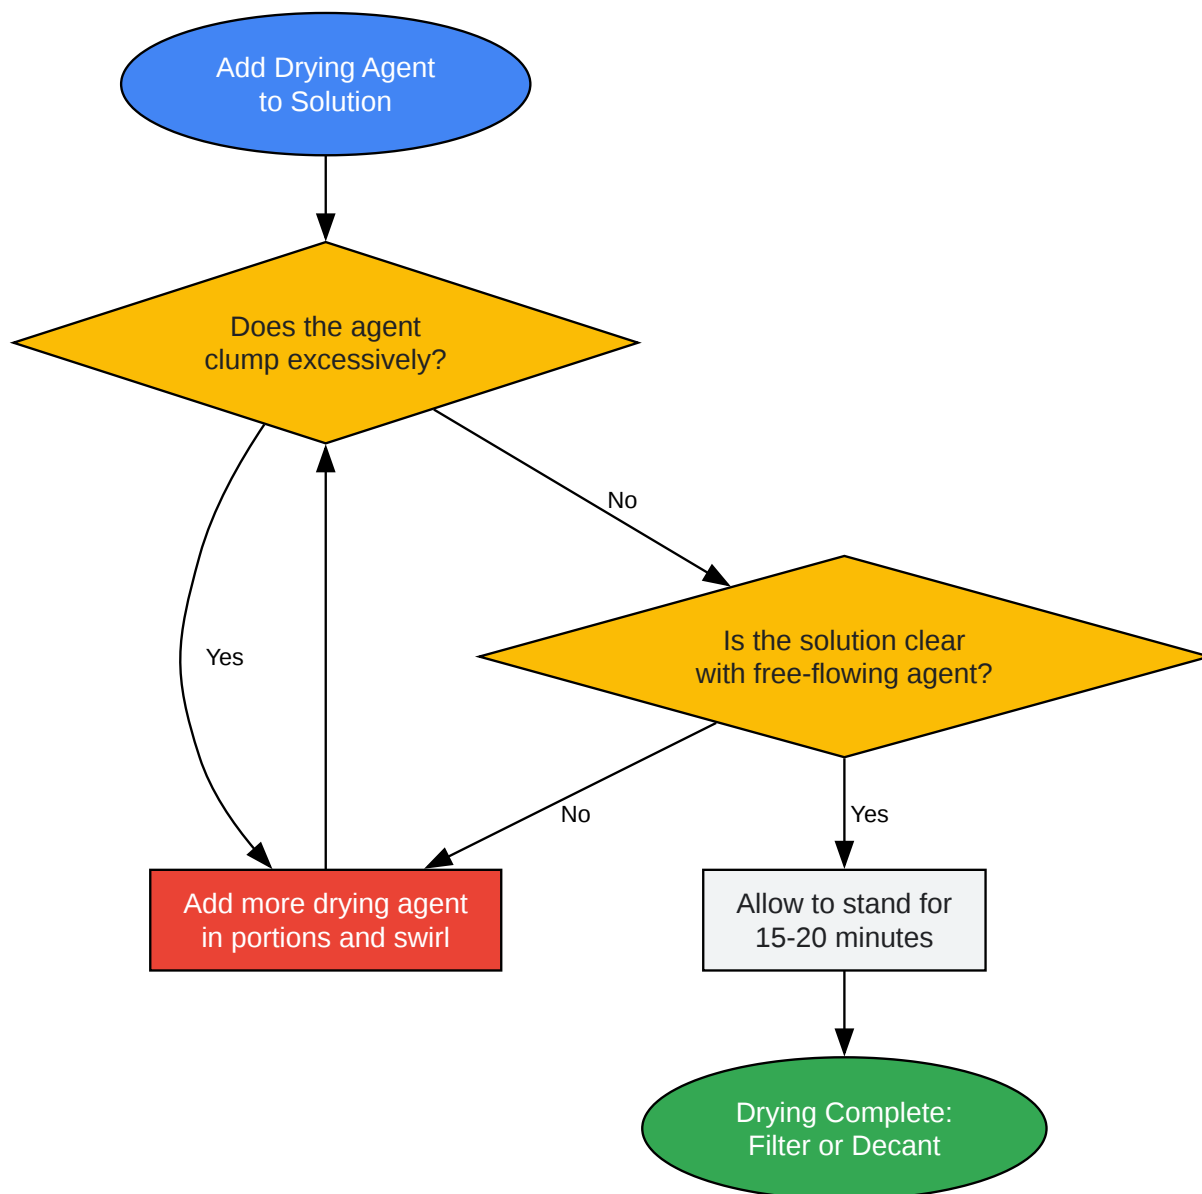 Add Drying Agent
to Solution
Does the agent
clump excessively?
No
Is the solution clear
with free-flowing agent?
Yes
No
Yes
Add more drying agent
in portions and swirl
Allow to stand for
15-20 minutes
Drying Complete:
Filter or Decant